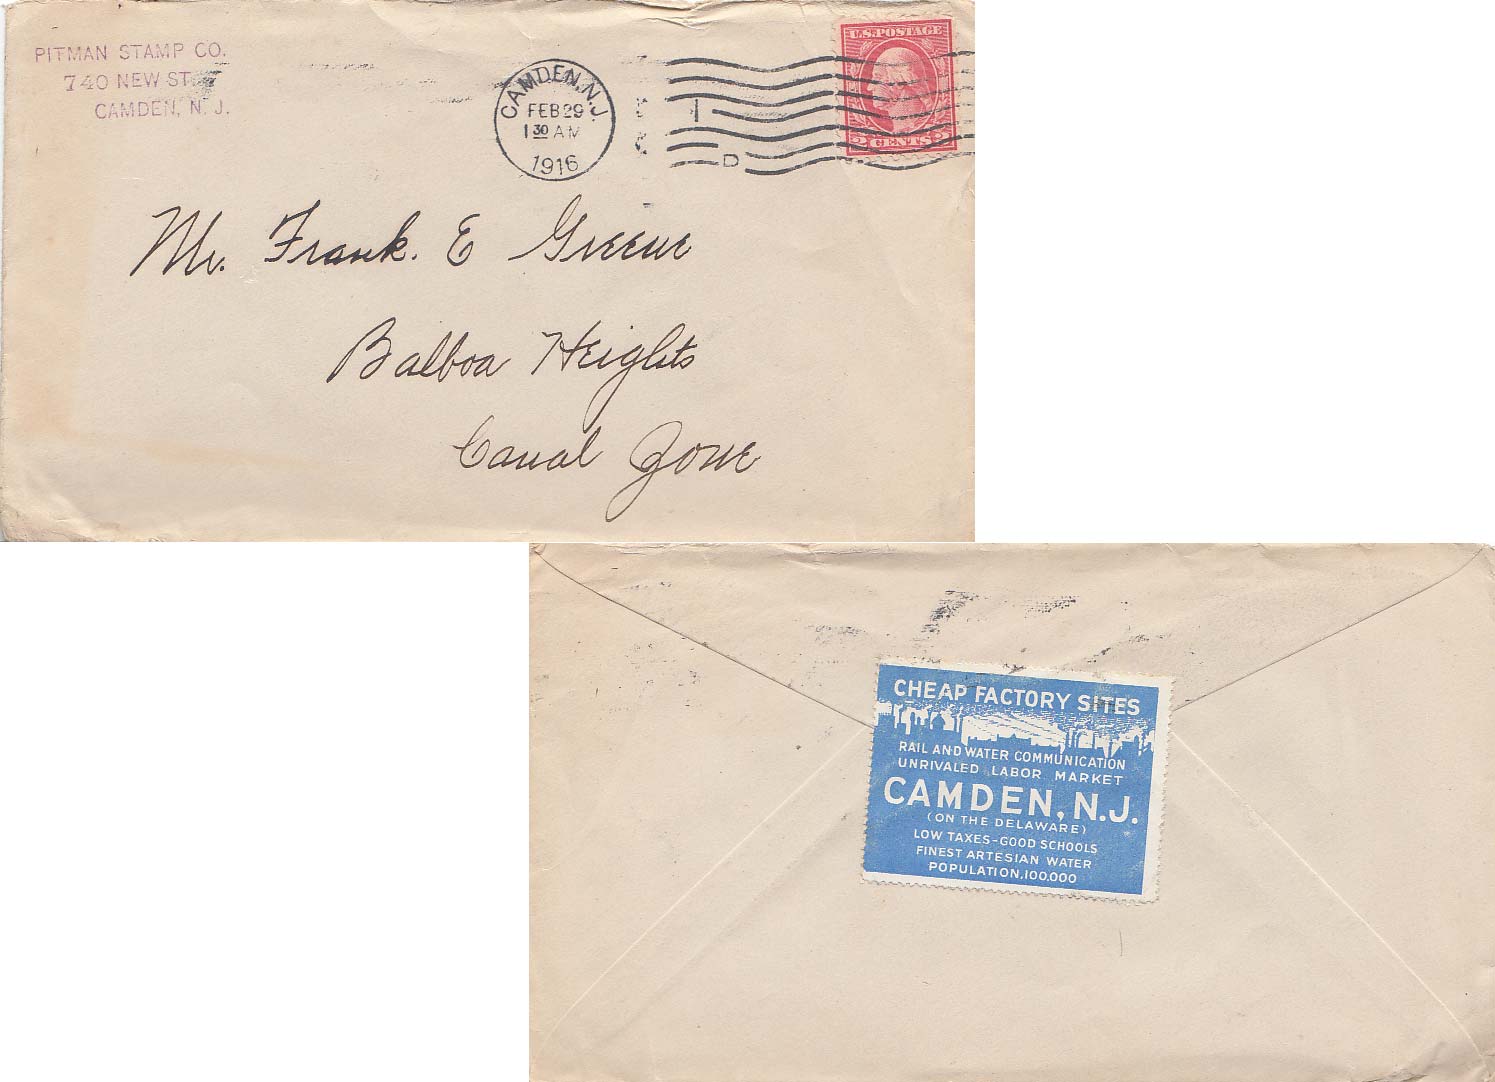 PITMAN STAMP CO.
740 NEW ST.
CAMDEN, N. J.
CAMDEN, N.J.
FEB 29
1 30 AM
1916
D
U.S. POSTAGE
2 CENTS 2
Mr. Frank. E Greene
Balboa Heights
Canal Zone
CHEAP FACTORY SITES
RAIL AND WATER COMMUNICATION
UNRIVALED LABOR MARKET
CAMDEN, N.J.
(ON THE DELAWARE)
LOW TAXES-GOOD SCHOOLS
FINEST ARTESIAN WATER
POPULATION,100,000